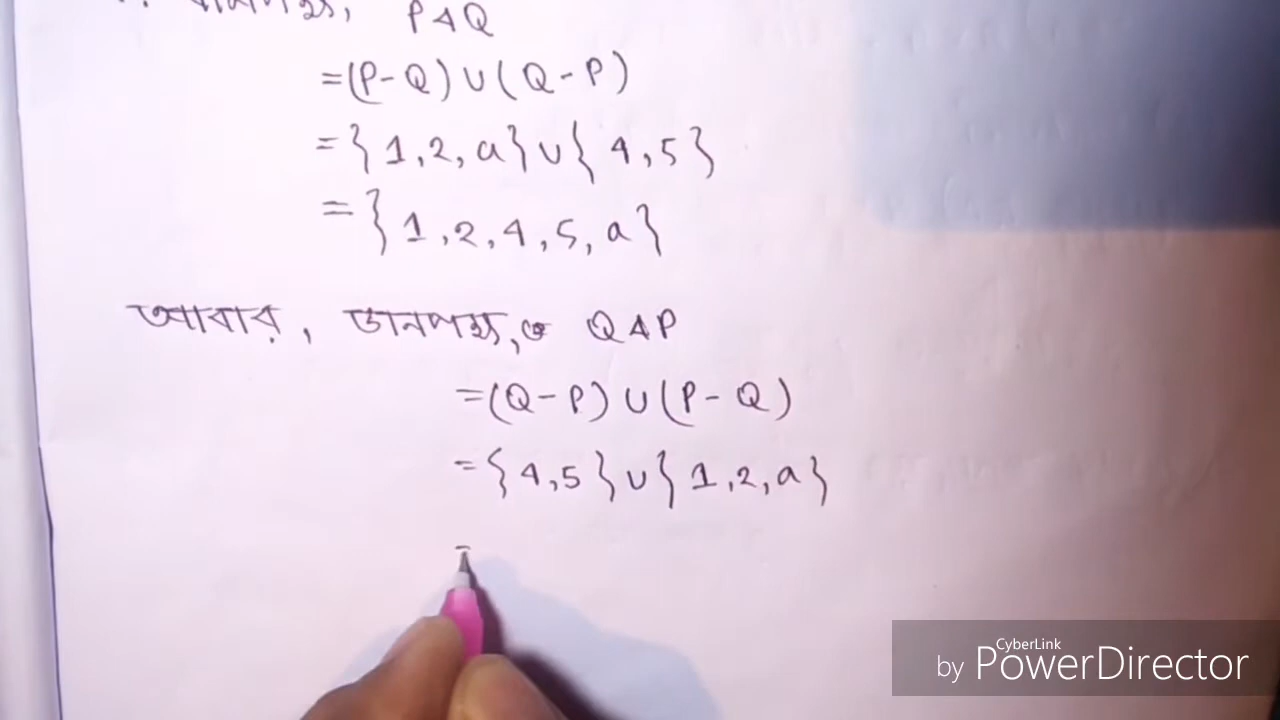 P Δ Q
=(P-Q)∪(Q-P)
={1,2,a}∪{4,5}
={1,2,4,5,a}
আবার, ডানপক্ষ, Q Δ P
=(Q-P)∪(P-Q)
={4,5}∪{1,2,a}
CyberLink
by PowerDirector